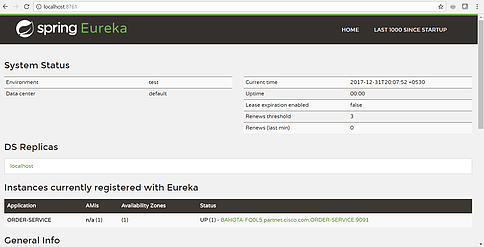 localhost:8761
spring Eureka
HOME LAST 1000 SINCE STARTUP
System Status
Environment test
Data center default
Current time 2017-12-31T20:07:52 +0530
Uptime 00:00
Lease expiration enabled false
Renews threshold 3
Renews (last min) 0
DS Replicas
localhost
Instances currently registered with Eureka
Application AMIs Availability Zones Status
ORDER-SERVICE n/a (1) (1) UP (1) - BAHOTA-FQ0L5.partner.cisco.com:ORDER-SERVICE:9091
General Info